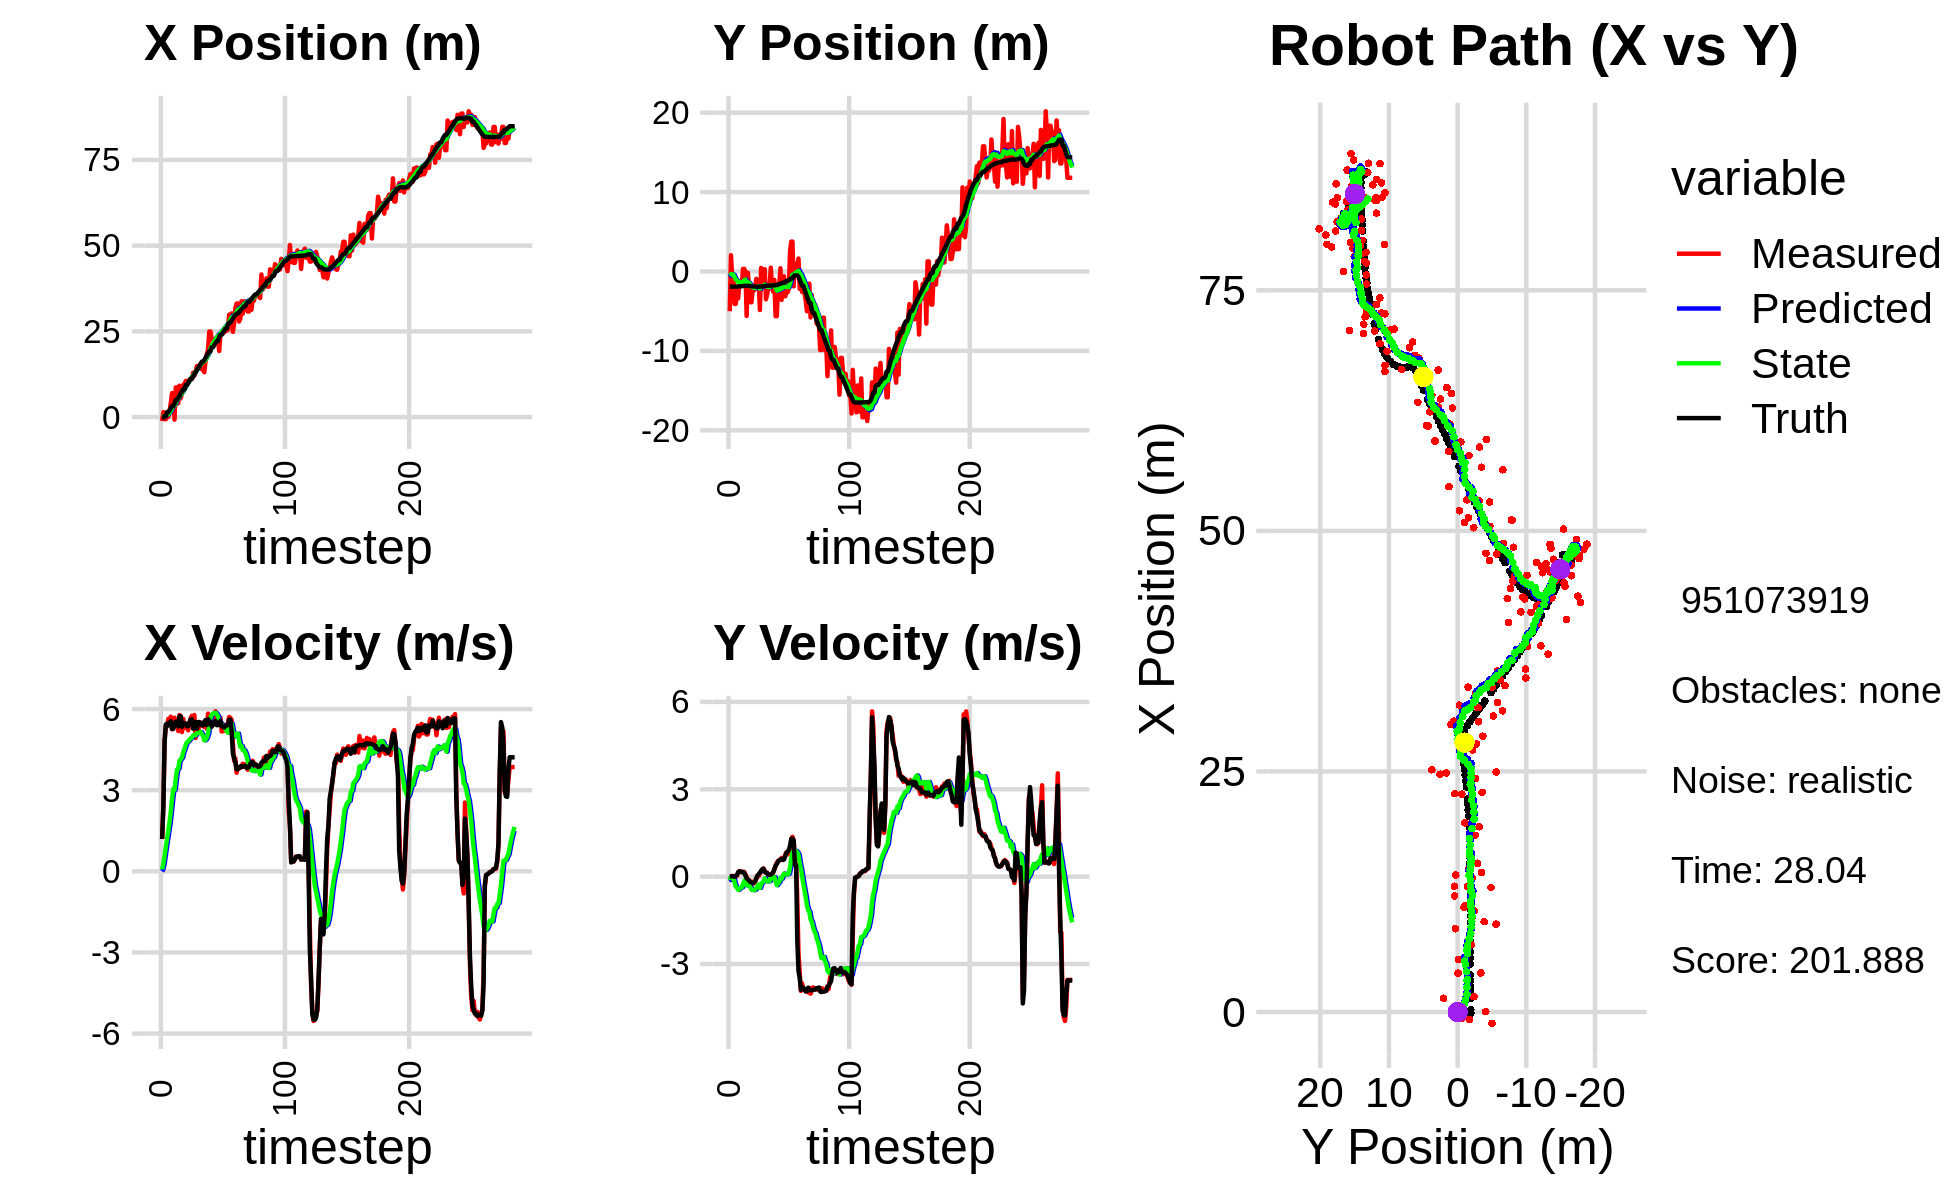 X Position (m)
75
50
25
0
0
100
200
timestep
Y Position (m)
20
10
0
-10
-20
0
100
200
timestep
X Velocity (m/s)
6
3
0
-3
-6
0
100
200
timestep
Y Velocity (m/s)
6
3
0
-3
0
100
200
timestep
Robot Path (X vs Y)
X Position (m)
75
50
25
0
20 10 0 -10 -20
Y Position (m)
variable
Measured
Predicted
State
Truth
951073919
Obstacles: none
Noise: realistic
Time: 28.04
Score: 201.888